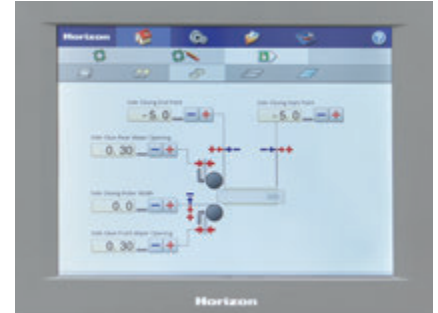 Horizon
?
Side Gluing End Point
Side Gluing Start Point
- 5.0
- +
- 5.0
- +
Side Glue Rear Wiper Opening
0.30
- +
Side Gluing Roller Width
0.0
- +
Side Glue Front Wiper Opening
0.30
- +
Horizon